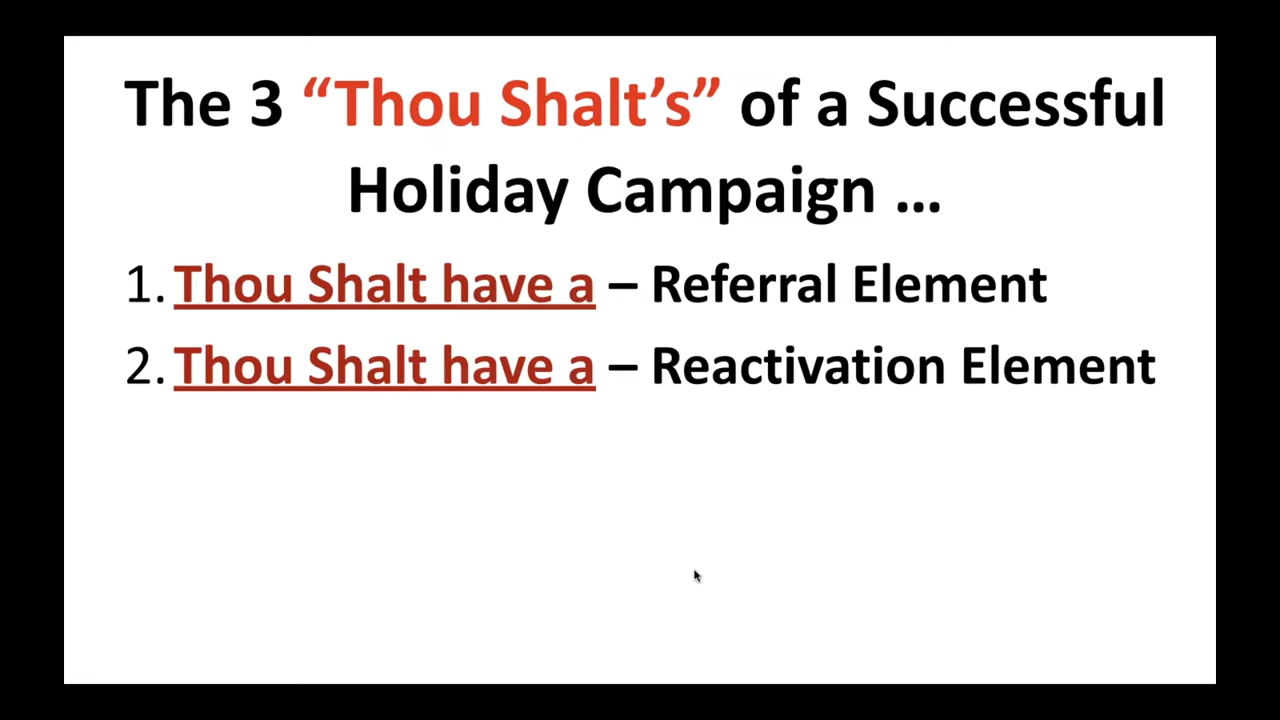 The 3 “Thou Shalt’s” of a Successful
Holiday Campaign ...
1. Thou Shalt have a – Referral Element
2. Thou Shalt have a – Reactivation Element